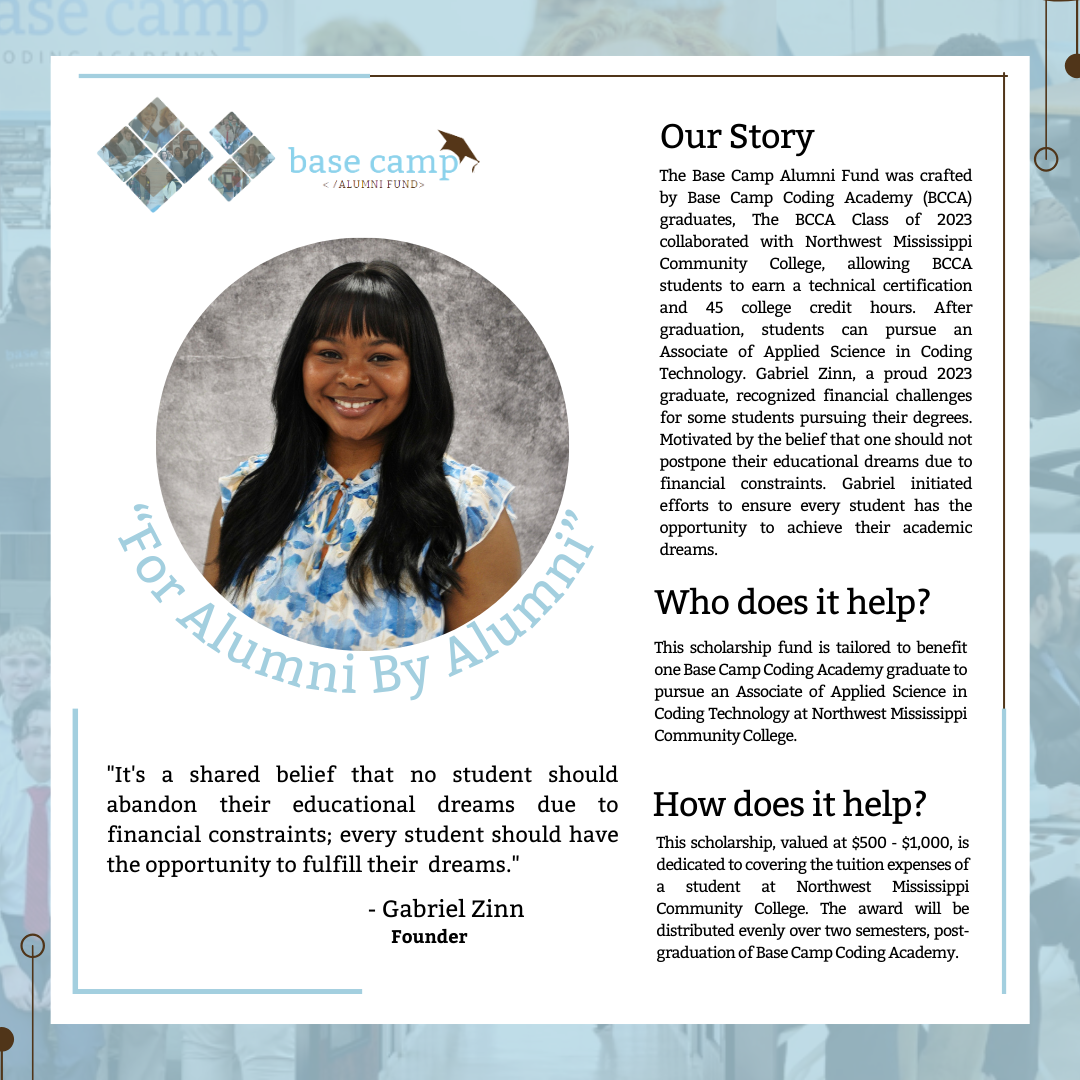 ase camp
ODING ACADEMY>
base camp
< /ALUMNI FUND>
“For Alumni By Alumni”
"It's a shared belief that no student should
abandon their educational dreams due to
financial constraints; every student should have
the opportunity to fulfill their dreams."
- Gabriel Zinn
Founder
Our Story
The Base Camp Alumni Fund was crafted
by Base Camp Coding Academy (BCCA)
graduates, The BCCA Class of 2023
collaborated with Northwest Mississippi
Community College, allowing BCCA
students to earn a technical certification
and 45 college credit hours. After
graduation, students can pursue an
Associate of Applied Science in Coding
Technology. Gabriel Zinn, a proud 2023
graduate, recognized financial challenges
for some students pursuing their degrees.
Motivated by the belief that one should not
postpone their educational dreams due to
financial constraints. Gabriel initiated
efforts to ensure every student has the
opportunity to achieve their academic
dreams.
Who does it help?
This scholarship fund is tailored to benefit
one Base Camp Coding Academy graduate to
pursue an Associate of Applied Science in
Coding Technology at Northwest Mississippi
Community College.
How does it help?
This scholarship, valued at $500 - $1,000, is
dedicated to covering the tuition expenses of
a student at Northwest Mississippi
Community College. The award will be
distributed evenly over two semesters, post-
graduation of Base Camp Coding Academy.